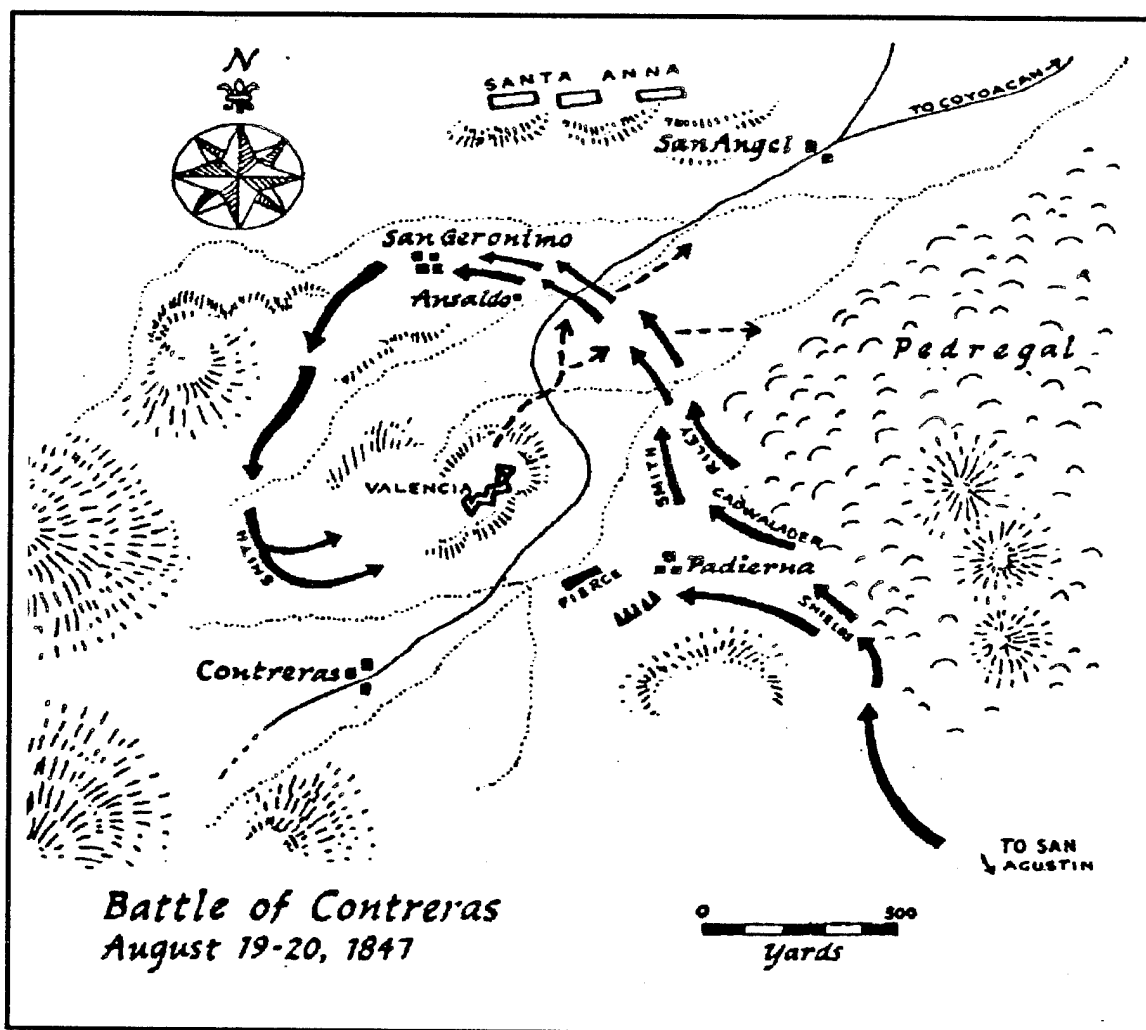 N
SANTA ANNA
TO COYOACAN
San Angel
San Geronimo
Ansaldo
Pedregal
RILEY
SMITH
VALENCIA
CADWALADER
SMITH
Padierna
PIERCE
SHIELDS
Contreras
TO SAN
AGUSTIN
Battle of Contreras
August 19-20, 1847
0 500
Yards